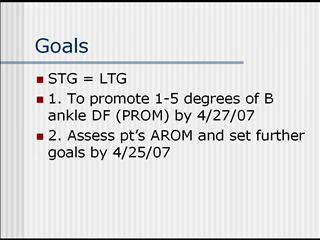 Goals
STG = LTG
1. To promote 1-5 degrees of B
ankle DF (PROM) by 4/27/07
2. Assess pt's AROM and set further
goals by 4/25/07